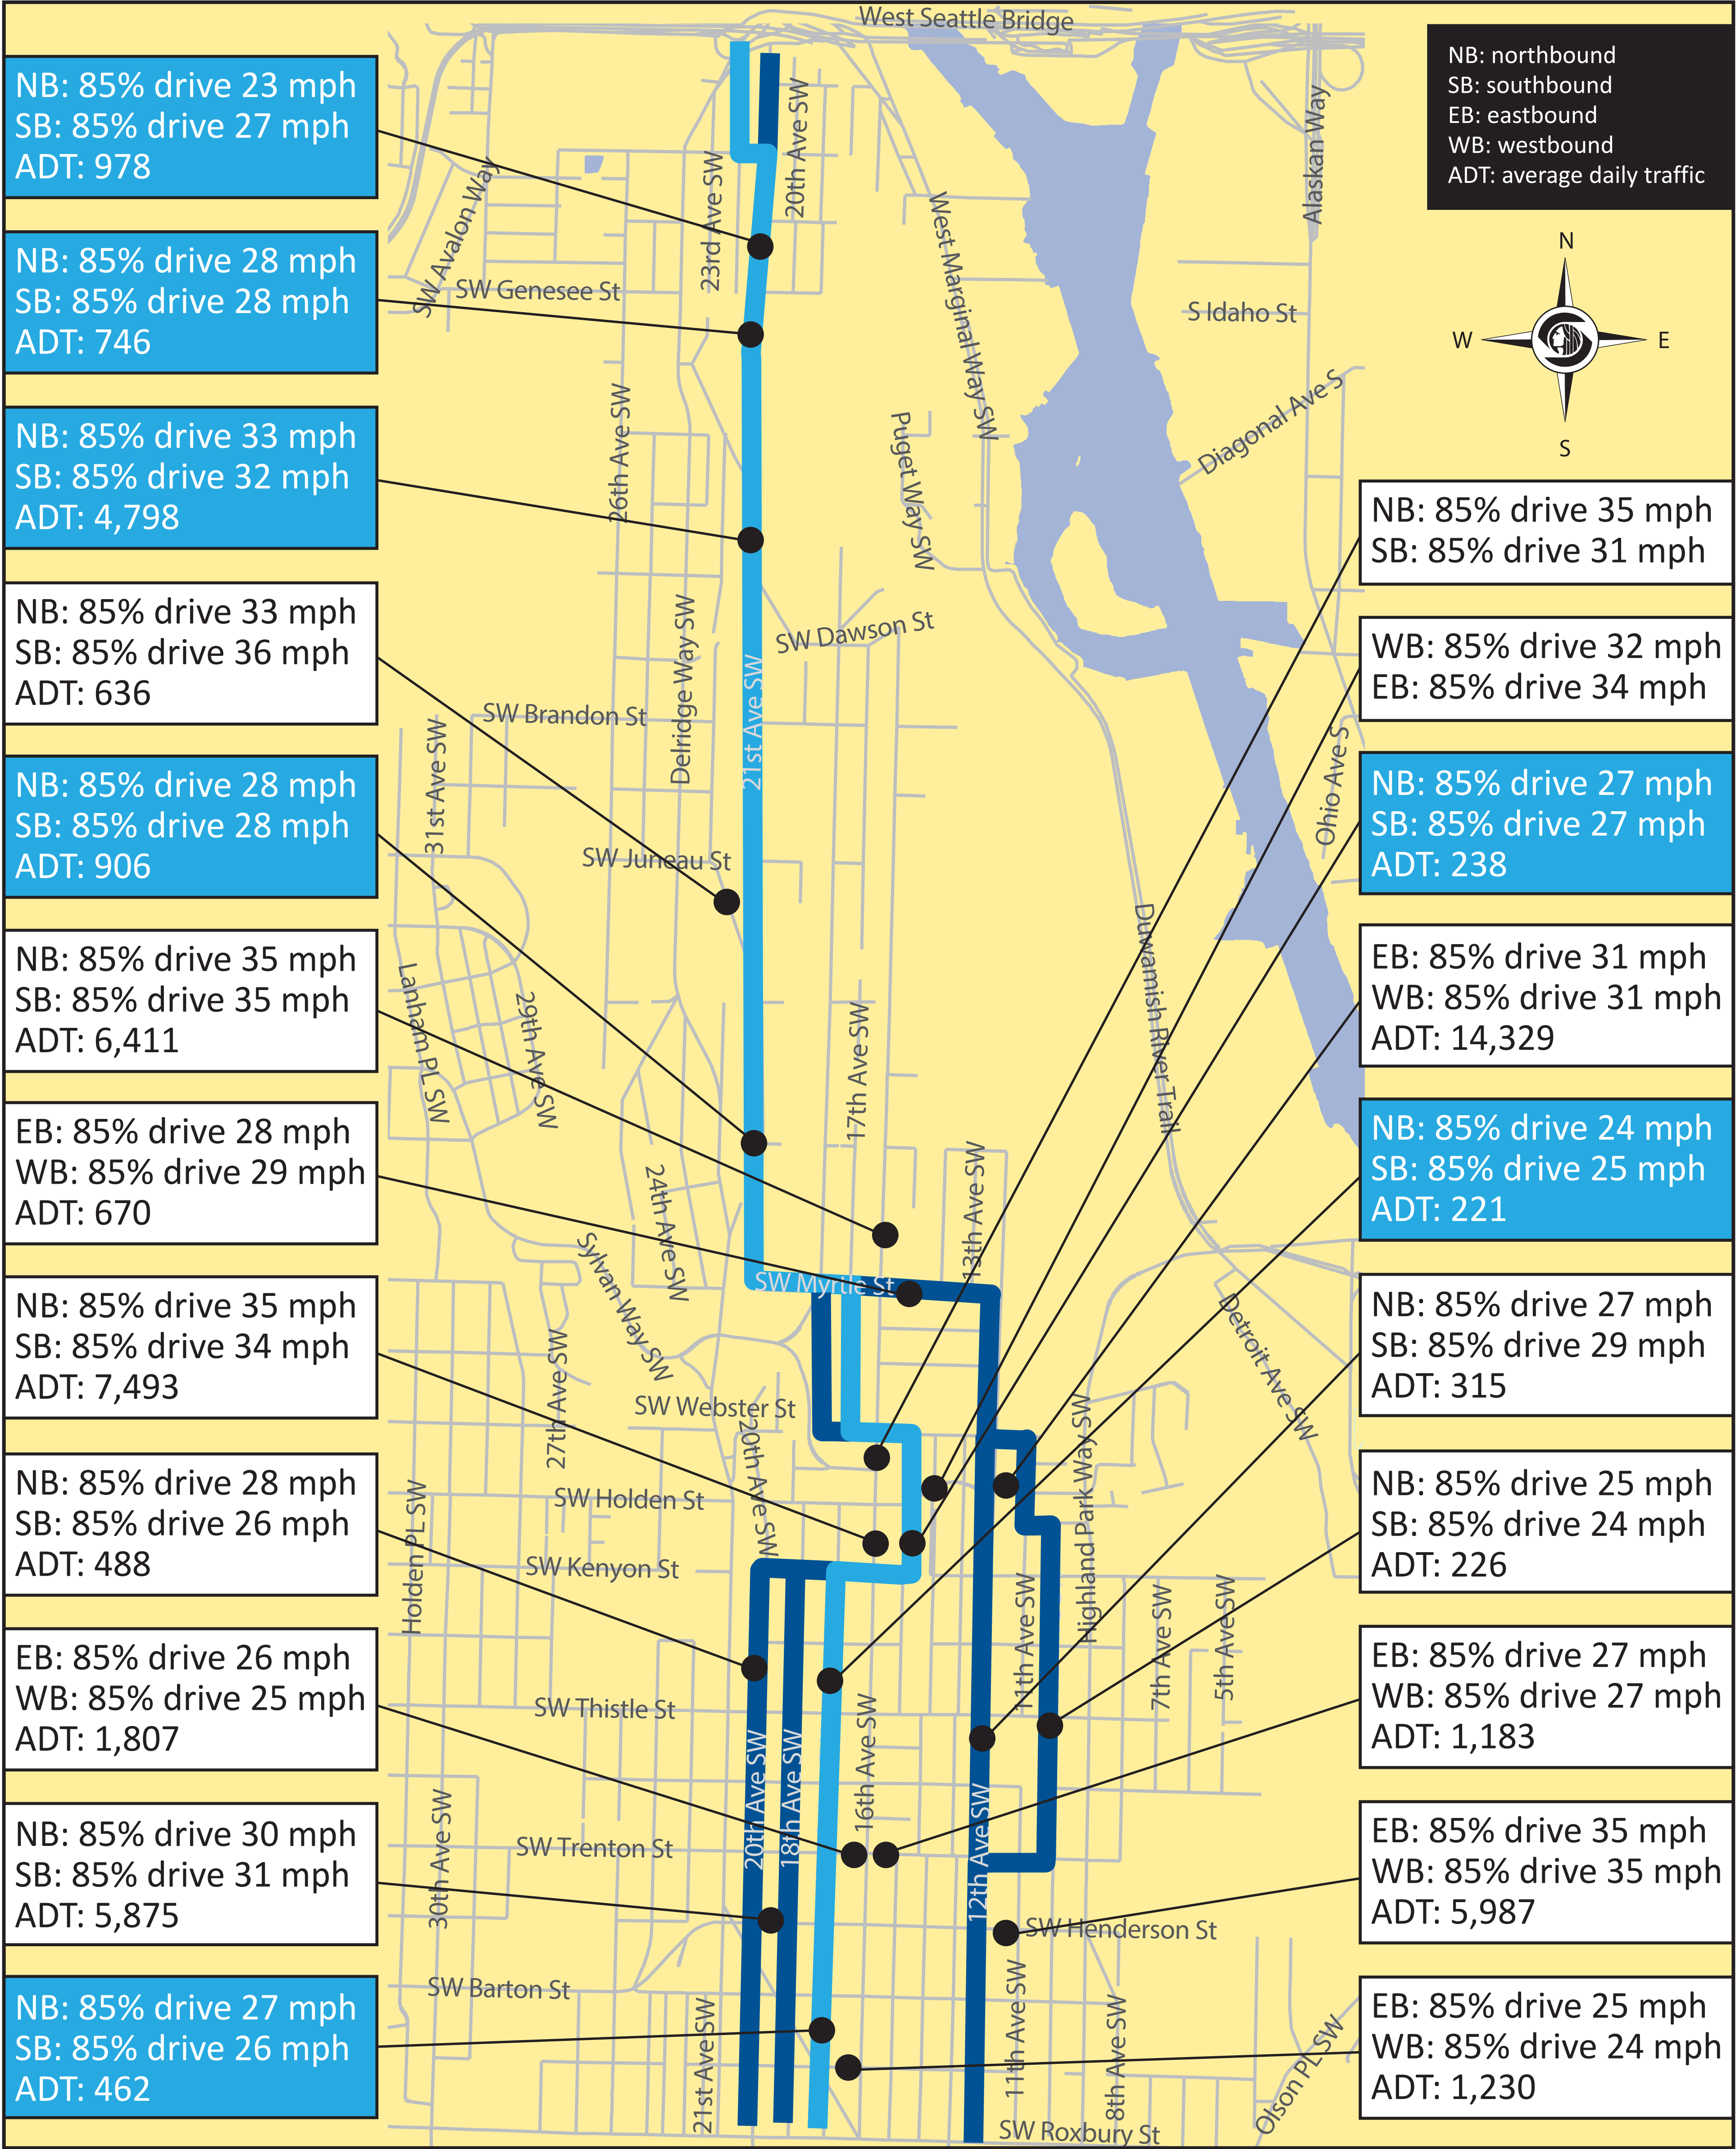 West Seattle Bridge
NB: northbound
SB: southbound
EB: eastbound
WB: westbound
ADT: average daily traffic
N
W
E
S
NB: 85% drive 23 mph
SB: 85% drive 27 mph
ADT: 978
NB: 85% drive 28 mph
SB: 85% drive 28 mph
ADT: 746
NB: 85% drive 33 mph
SB: 85% drive 32 mph
ADT: 4,798
NB: 85% drive 33 mph
SB: 85% drive 36 mph
ADT: 636
NB: 85% drive 28 mph
SB: 85% drive 28 mph
ADT: 906
NB: 85% drive 35 mph
SB: 85% drive 35 mph
ADT: 6,411
EB: 85% drive 28 mph
WB: 85% drive 29 mph
ADT: 670
NB: 85% drive 35 mph
SB: 85% drive 34 mph
ADT: 7,493
NB: 85% drive 28 mph
SB: 85% drive 26 mph
ADT: 488
EB: 85% drive 26 mph
WB: 85% drive 25 mph
ADT: 1,807
NB: 85% drive 30 mph
SB: 85% drive 31 mph
ADT: 5,875
NB: 85% drive 27 mph
SB: 85% drive 26 mph
ADT: 462
20th Ave SW
23rd Ave SW
SW Avalon Way
SW Genesee St
West Marginal Way SW
Alaskan Way
S Idaho St
Diagonal Ave S
26th Ave SW
Puget Way SW
SW Dawson St
Delridge Way SW
21st Ave SW
SW Brandon St
31st Ave SW
Ohio Ave S
SW Juneau St
Duwamish River Trail
Lanham PL SW
29th Ave SW
17th Ave SW
24th Ave SW
13th Ave SW
Sylvan Way SW
SW Myrtle St
Detroit Ave SW
27th Ave SW
SW Webster St
20th Ave SW
Highland Park Way SW
Holden PL SW
SW Holden St
SW Kenyon St
11th Ave SW
7th Ave SW
5th Ave SW
SW Thistle St
20th Ave SW
18th Ave SW
16th Ave SW
12th Ave SW
30th Ave SW
SW Trenton St
SW Henderson St
SW Barton St
21st Ave SW
11th Ave SW
8th Ave SW
Olson PL SW
SW Roxbury St
NB: 85% drive 35 mph
SB: 85% drive 31 mph
WB: 85% drive 32 mph
EB: 85% drive 34 mph
NB: 85% drive 27 mph
SB: 85% drive 27 mph
ADT: 238
EB: 85% drive 31 mph
WB: 85% drive 31 mph
ADT: 14,329
NB: 85% drive 24 mph
SB: 85% drive 25 mph
ADT: 221
NB: 85% drive 27 mph
SB: 85% drive 29 mph
ADT: 315
NB: 85% drive 25 mph
SB: 85% drive 24 mph
ADT: 226
EB: 85% drive 27 mph
WB: 85% drive 27 mph
ADT: 1,183
EB: 85% drive 35 mph
WB: 85% drive 35 mph
ADT: 5,987
EB: 85% drive 25 mph
WB: 85% drive 24 mph
ADT: 1,230